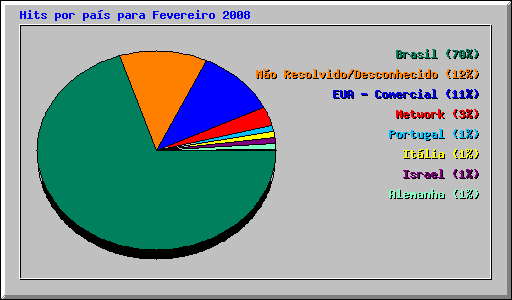 Hits por país para Fevereiro 2008
Brasil (70%)
Não Resolvido/Desconhecido (12%)
EUA - Comercial (11%)
Network (3%)
Portugal (1%)
Itália (1%)
Israel (1%)
Alemanha (1%)